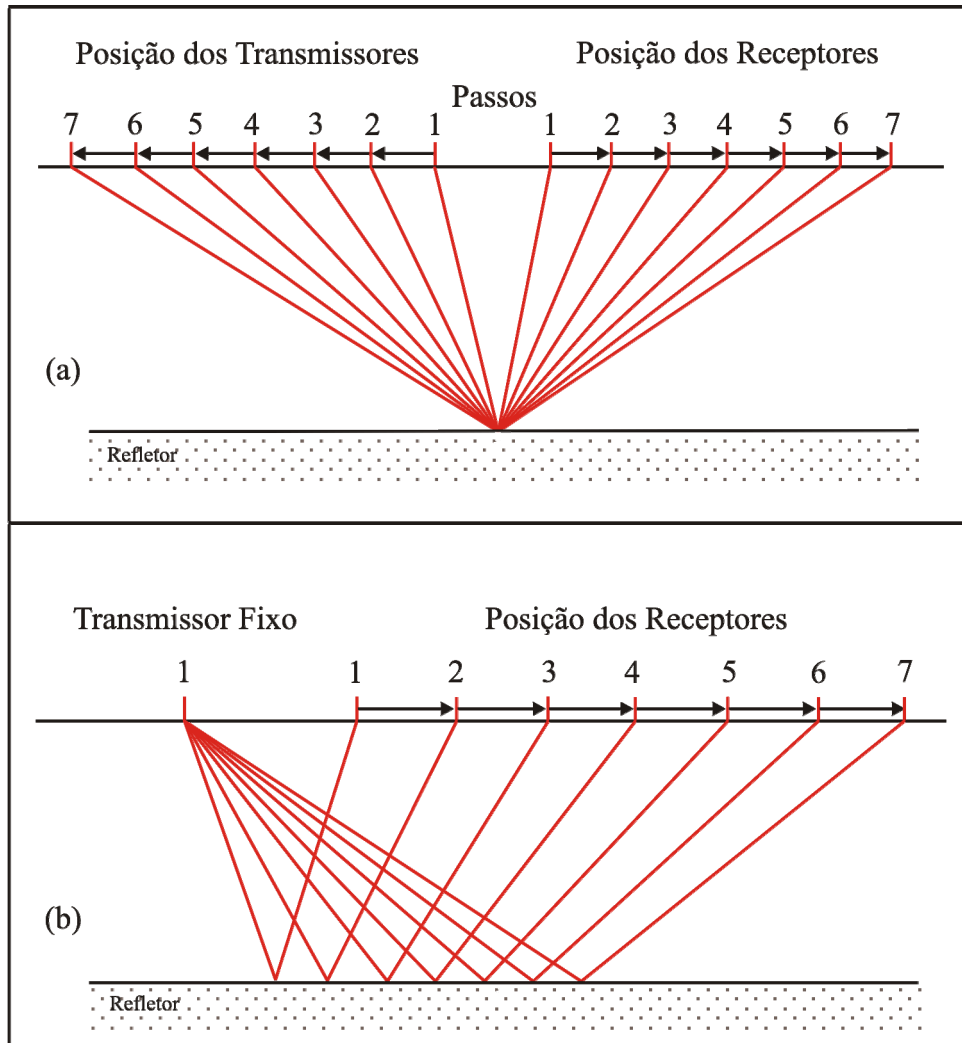 Posição dos Transmissores Posição dos Receptores
Passos
7 6 5 4 3 2 1 1 2 3 4 5 6 7
(a)
Refletor
Transmissor Fixo Posição dos Receptores
1 1 2 3 4 5 6 7
(b)
Refletor